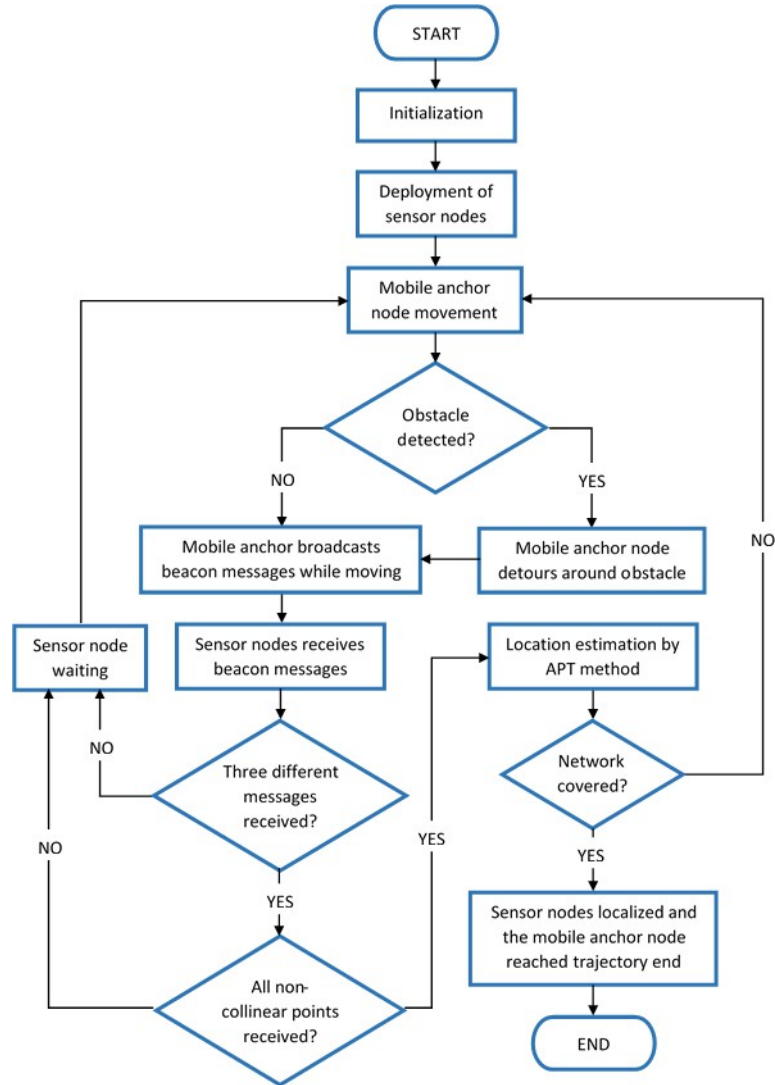 START
Initialization
Deployment of
sensor nodes
Mobile anchor
node movement
Obstacle
detected?
NO
YES
Mobile anchor broadcasts
beacon messages while moving
Mobile anchor node
detours around obstacle
NO
Sensor node
waiting
Sensor nodes receives
beacon messages
Location estimation by
APT method
NO
Three different
messages
received?
Network
covered?
NO
YES
YES
YES
Sensor nodes localized and
the mobile anchor node
reached trajectory end
All non-
collinear points
received?
END